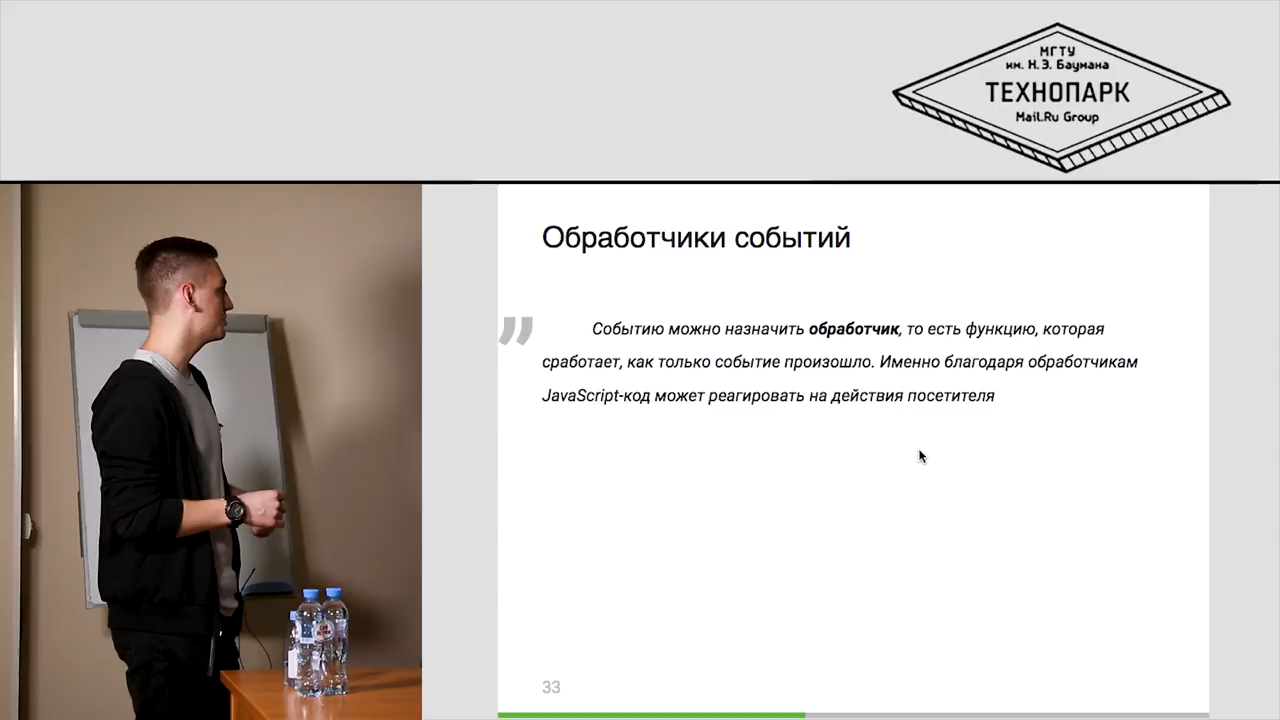 МГТУ
им. Н.Э. Баумана
ТЕХНОПАРК
Mail.Ru Group
Обработчики событий
” Событию можно назначить обработчик, то есть функцию, которая
сработает, как только событие произошло. Именно благодаря обработчикам
JavaScript-код может реагировать на действия посетителя
33